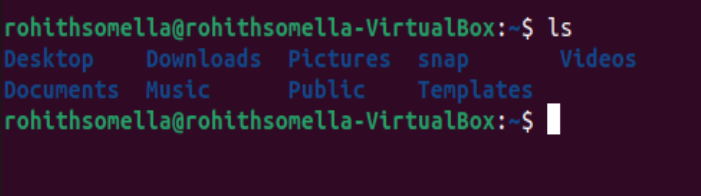 rohithsomella@rohithsomella-VirtualBox:~$ ls
Desktop Downloads Pictures snap Videos
Documents Music Public Templates
rohithsomella@rohithsomella-VirtualBox:~$